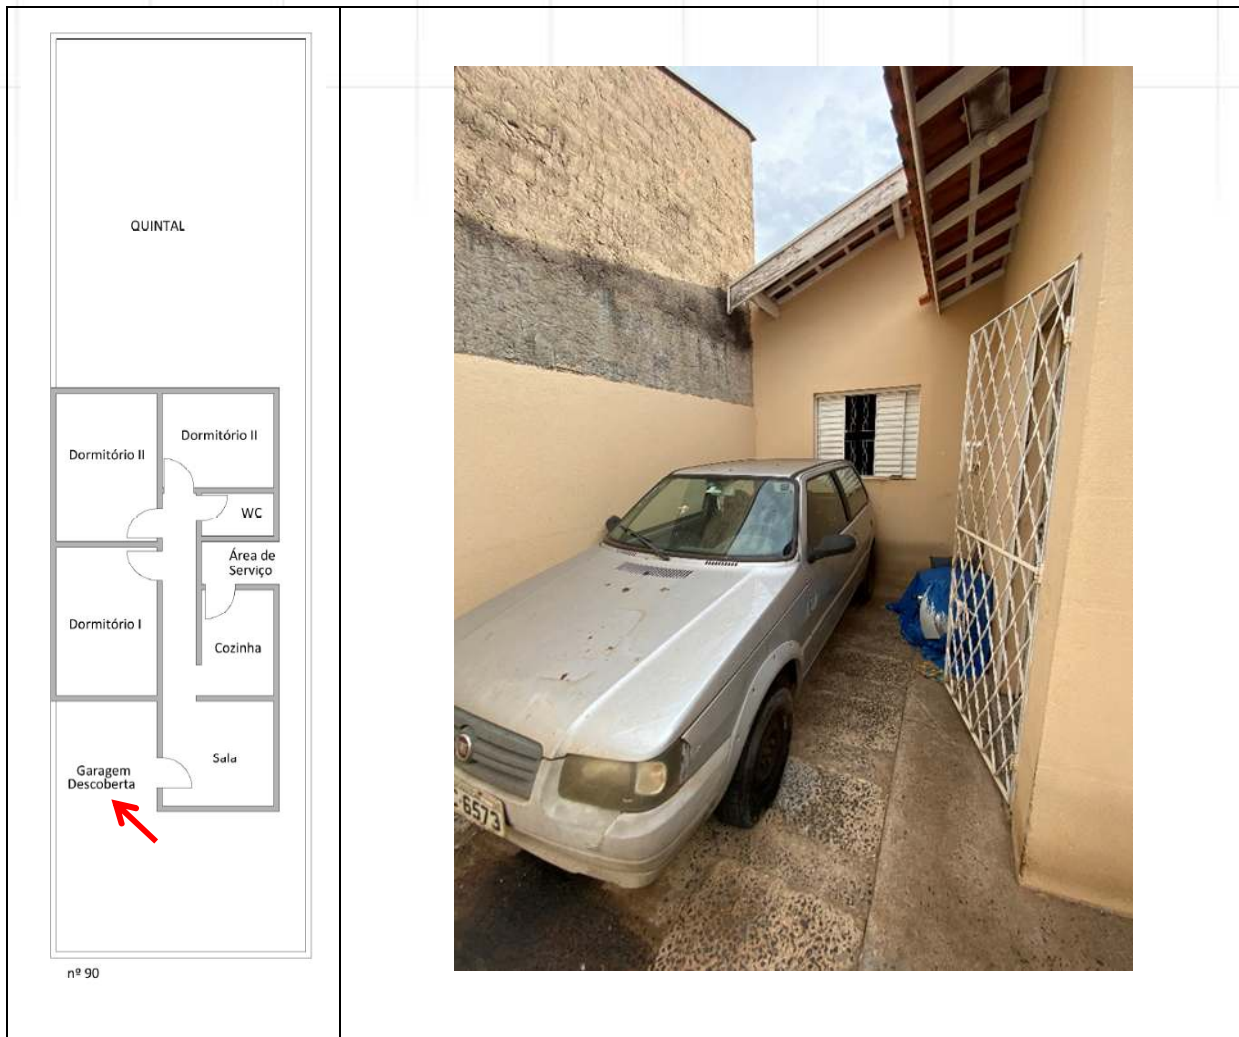 QUINTAL
Dormitório II
Dormitório II
WC
Área de
Serviço
Dormitório I
Cozinha
Sala
Garagem
Descoberta
nº 90
6573